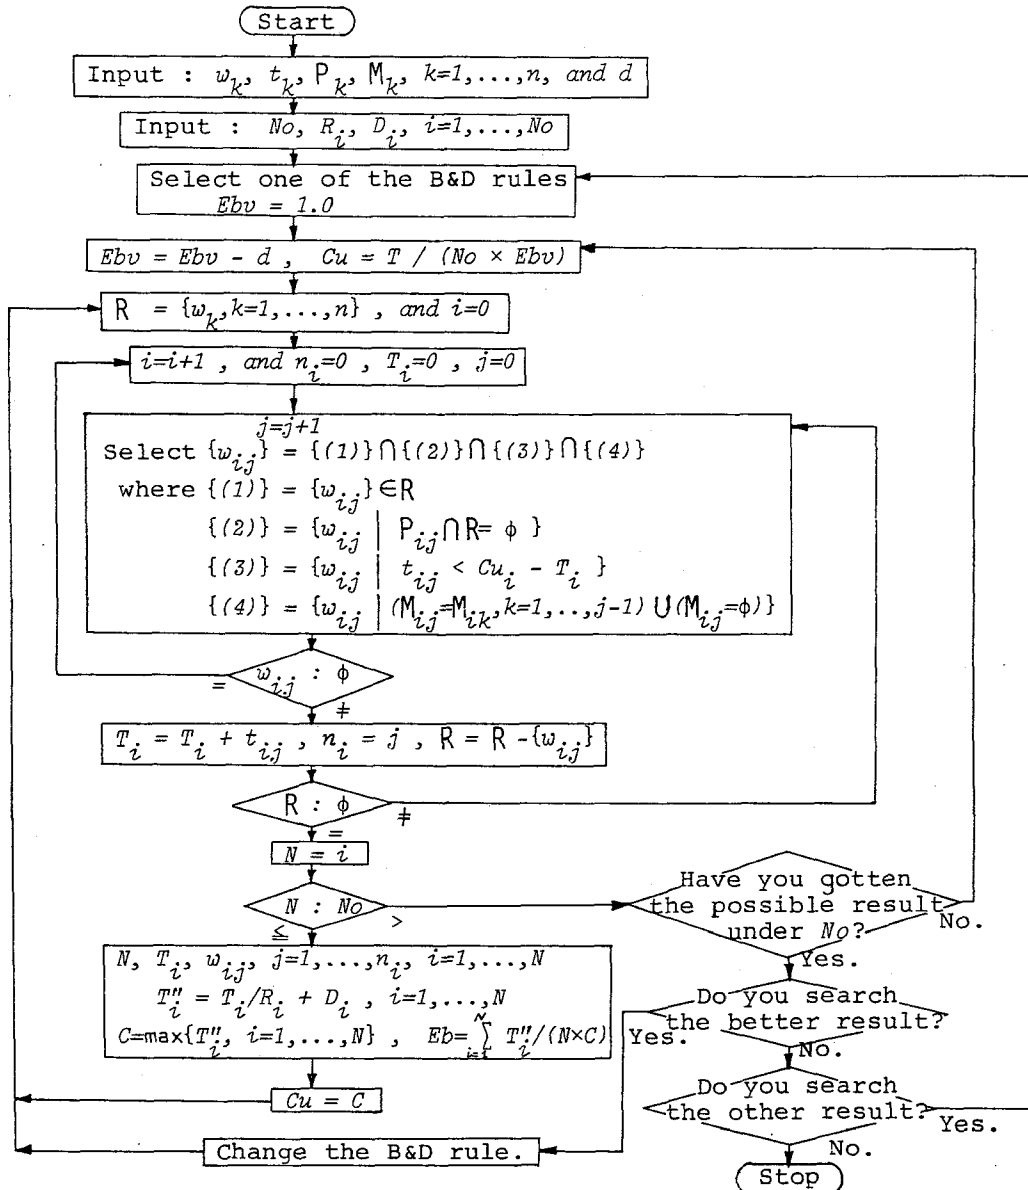 Start
Input : w_k, t_k, P_k, M_k, k=1,...,n, and d
Input : No, R_i, D_i, i=1,...,No
Select one of the B&D rules
Ebv = 1.0
Ebv = Ebv - d , Cu = T / (No × Ebv)
R = {w_k,k=1,...,n} , and i=0
i=i+1 , and n_i=0 , T_i=0 , j=0
j=j+1
Select {w_ij} = {(1)}∩{(2)}∩{(3)}∩{(4)}
where {(1)} = {w_ij}∈R
{(2)} = {w_ij | P_ij∩R= φ }
{(3)} = {w_ij | t_ij < Cu_i - T_i }
{(4)} = {w_ij | (M_ij=M_ik,k=1,..,j-1)∪(M_ij=φ)}
w_ij : φ
=
≠
T_i = T_i + t_ij , n_i = j , R = R -{w_ij}
R : φ
≠
=
N = i
N : No
>
≤
Have you gotten
the possible result
under No?
No.
Yes.
N, T_i, w_ij, j=1,...,n_i, i=1,...,N
T"_i = T_i/R_i + D_i , i=1,...,N
C=max{T"_i, i=1,...,N} , Eb=∑_{i=1}^{N} T"_i/(N×C)
Do you search
the better result?
Yes.
No.
Cu = C
Do you search
the other result?
Yes.
No.
Change the B&D rule.
Stop